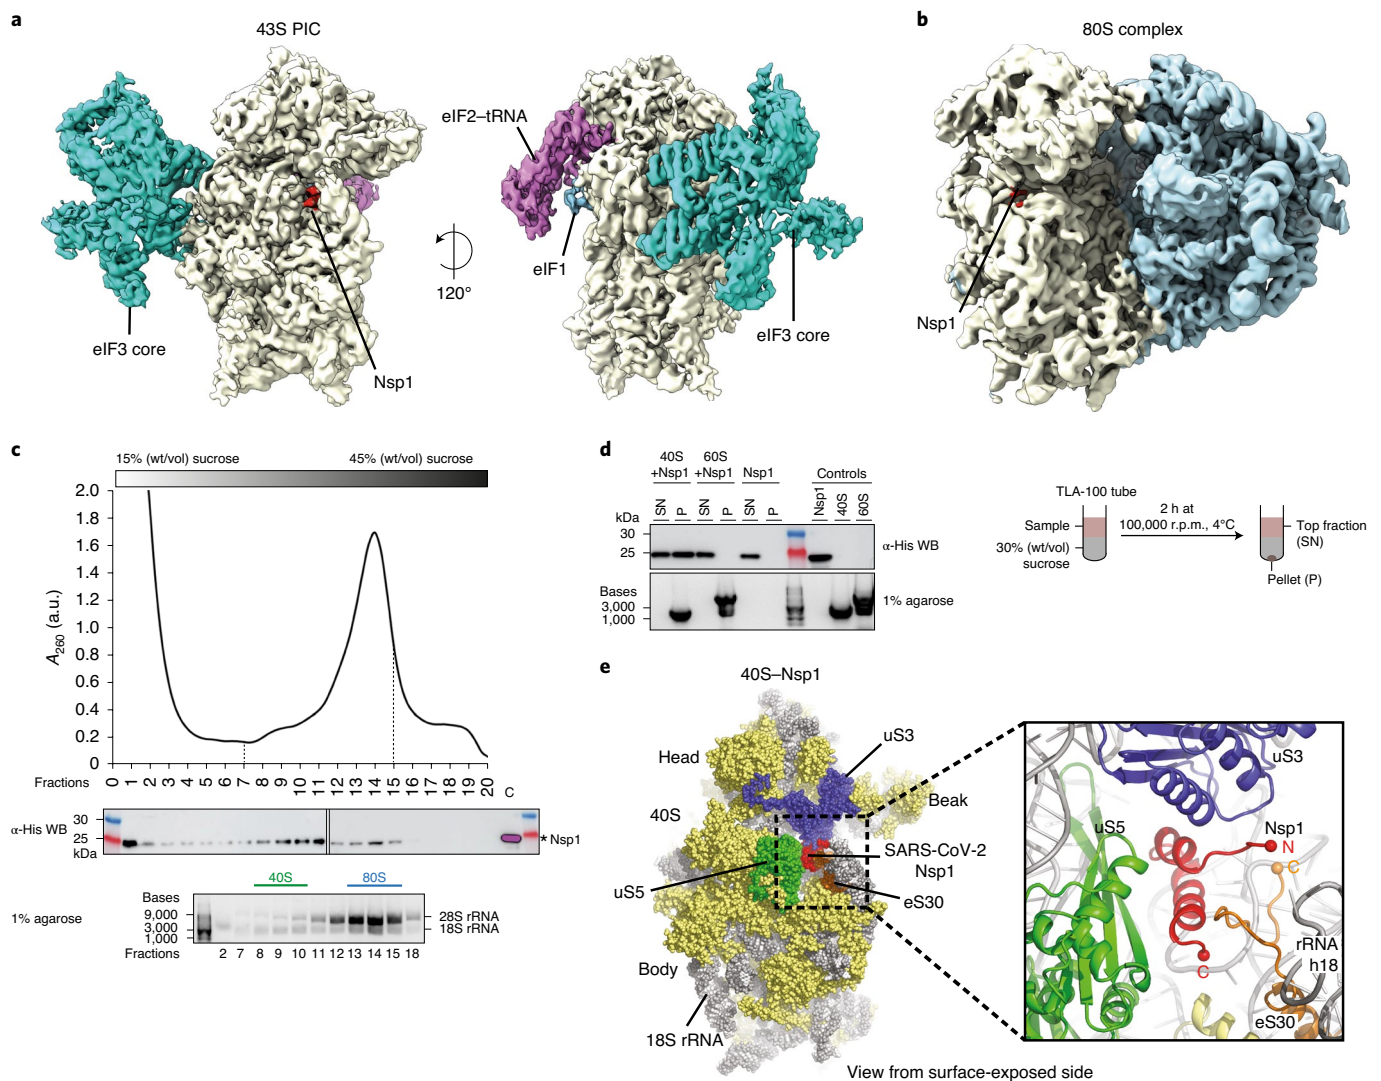 a
43S PIC
eIF3 core
Nsp1
120°
eIF2–tRNA
eIF1
eIF3 core
b
80S complex
Nsp1
c
15% (wt/vol) sucrose
45% (wt/vol) sucrose
A260 (a.u.)
2.0
1.8
1.6
1.4
1.2
1.0
0.8
0.6
0.4
0.2
0
Fractions 0 1 2 3 4 5 6 7 8 9 10 11 12 13 14 15 16 17 18 19 20 C
α-His WB
30
25
kDa
* Nsp1
40S
80S
1% agarose
Bases
9,000
3,000
1,000
28S rRNA
18S rRNA
Fractions 2 7 8 9 10 11 12 13 14 15 18
d
40S +Nsp1
60S +Nsp1
Nsp1
Controls
SN P SN P SN P Nsp1 40S 60S
kDa
30
25
α-His WB
Bases
3,000
1,000
1% agarose
TLA-100 tube
Sample
30% (wt/vol)
sucrose
2 h at
100,000 r.p.m., 4°C
Top fraction
(SN)
Pellet (P)
e
40S–Nsp1
Head
uS3
Beak
40S
SARS-CoV-2
Nsp1
uS5
eS30
Body
18S rRNA
View from surface-exposed side
uS3
uS5
Nsp1
N
C
C
rRNA
h18
eS30